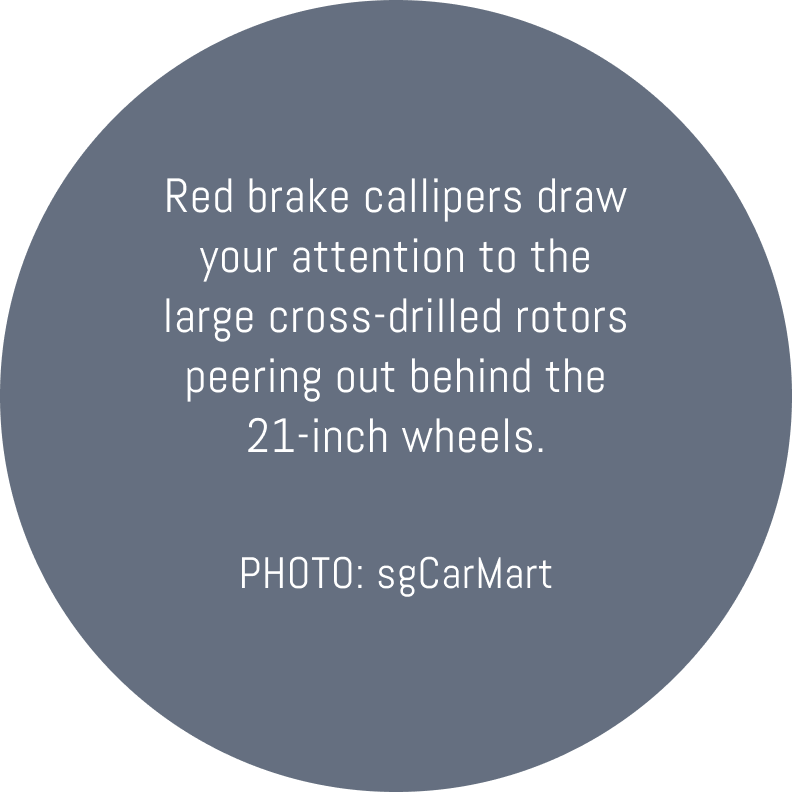 Red brake callipers draw
your attention to the
large cross-drilled rotors
peering out behind the
21-inch wheels.
PHOTO: sgCarMart